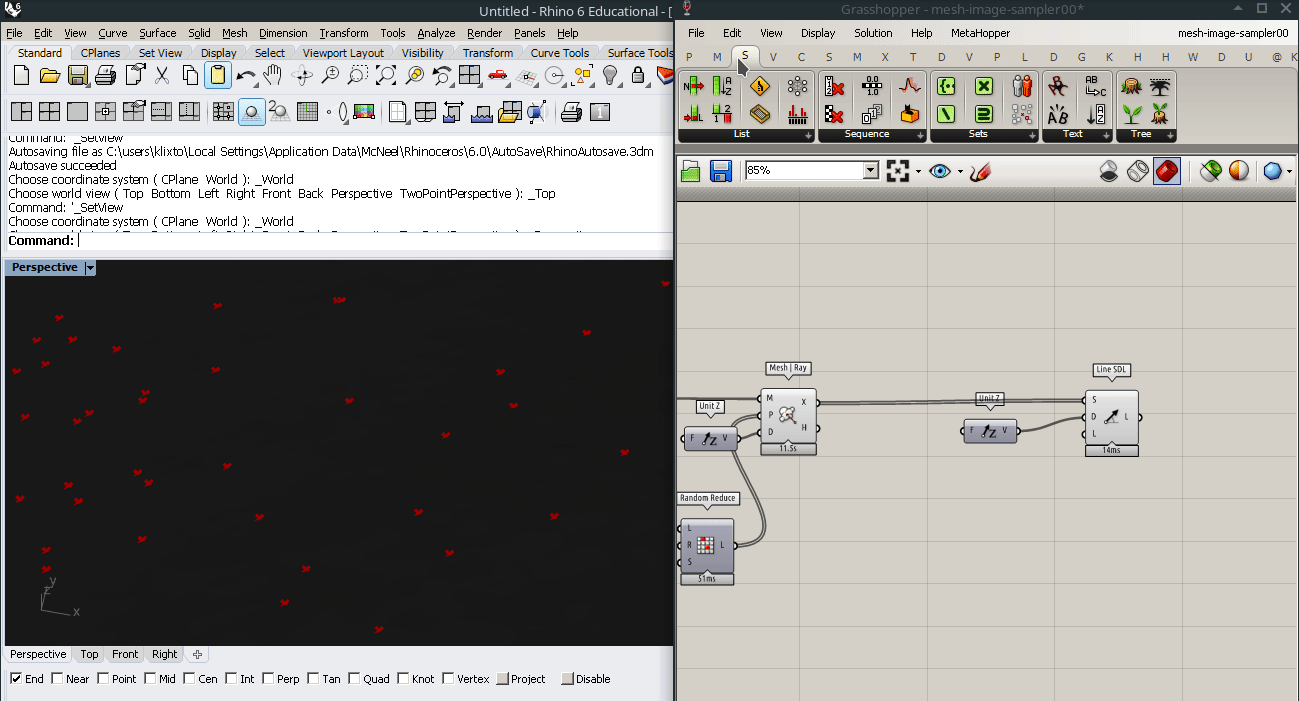 Untitled - Rhino 6 Educational - [
File Edit View Curve Surface Solid Mesh Dimension Transform Tools Analyze Render Panels Help
Standard CPlanes Set View Display Select Viewport Layout Visibility Transform Curve Tools Surface Tools
Command: '_SetView
Autosaving file as C:\users\klixto\Local Settings\Application Data\McNeel\Rhinoceros\6.0\AutoSave\RhinoAutosave.3dm
Autosave succeeded
Choose coordinate system ( CPlane World ): _World
Choose world view ( Top Bottom Left Right Front Back Perspective TwoPointPerspective ): _Top
Command: '_SetView
Choose coordinate system ( CPlane World ): _World
Command:
Perspective
y
z
x
Perspective Top Front Right
End Near Point Mid Cen Int Perp Tan Quad Knot Vertex Project Disable
Grasshopper - mesh-image-sampler00*
File Edit View Display Solution Help MetaHopper mesh-image-sampler00
P M S V C S M X T D V P L D G K H W D U @ K
List Sequence Sets Text Tree
85%
Mesh | Ray
M X
P
D H
11.5s
Unit Z
F Z V
Random Reduce
L
R L
S
51ms
Unit Z
F Z V
Line SDL
S
D L
L
14ms